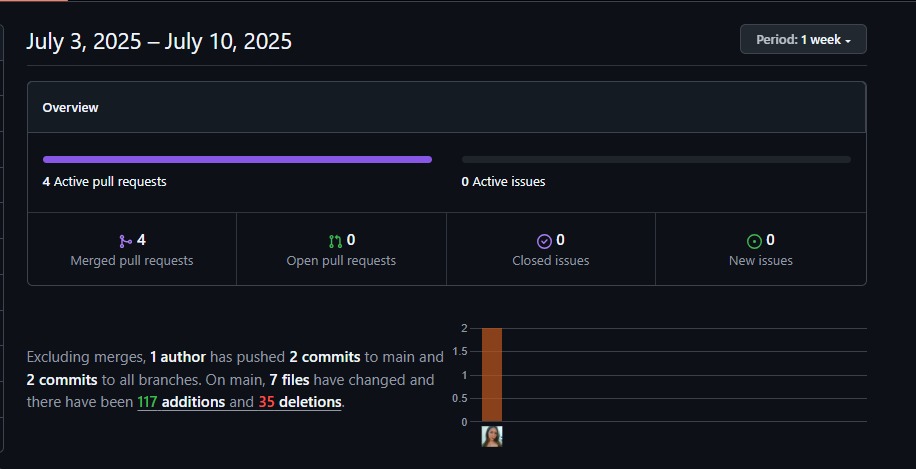 July 3, 2025 – July 10, 2025
Period: 1 week
Overview
4 Active pull requests
0 Active issues
4
Merged pull requests
0
Open pull requests
0
Closed issues
0
New issues
Excluding merges, 1 author has pushed 2 commits to main and
2 commits to all branches. On main, 7 files have changed and
there have been 117 additions and 35 deletions.
2
1.5
1
0.5
0